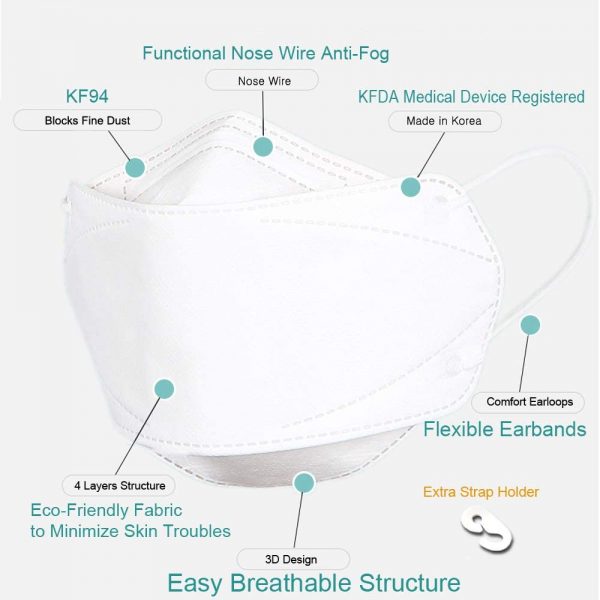 Functional Nose Wire Anti-Fog
Nose Wire
KF94
Blocks Fine Dust
KFDA Medical Device Registered
Made in Korea
Comfort Earloops
Flexible Earbands
4 Layers Structure
Eco-Friendly Fabric
to Minimize Skin Troubles
Extra Strap Holder
3D Design
Easy Breathable Structure